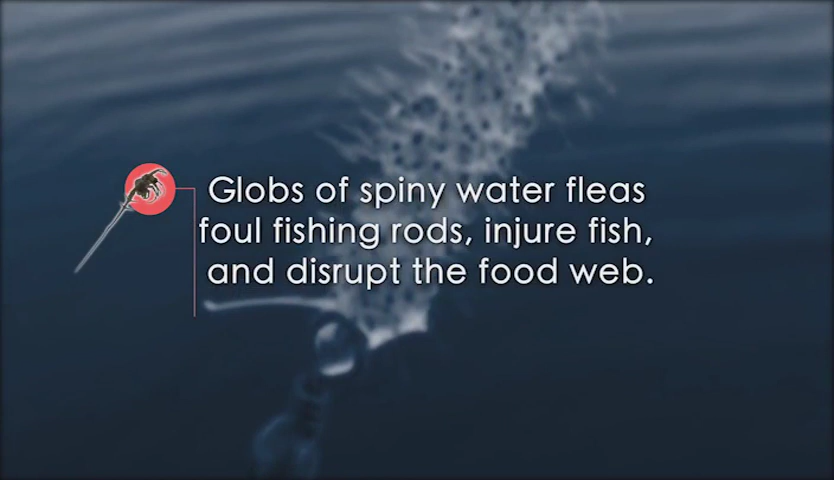 Globs of spiny water fleas
foul fishing rods, injure fish,
and disrupt the food web.